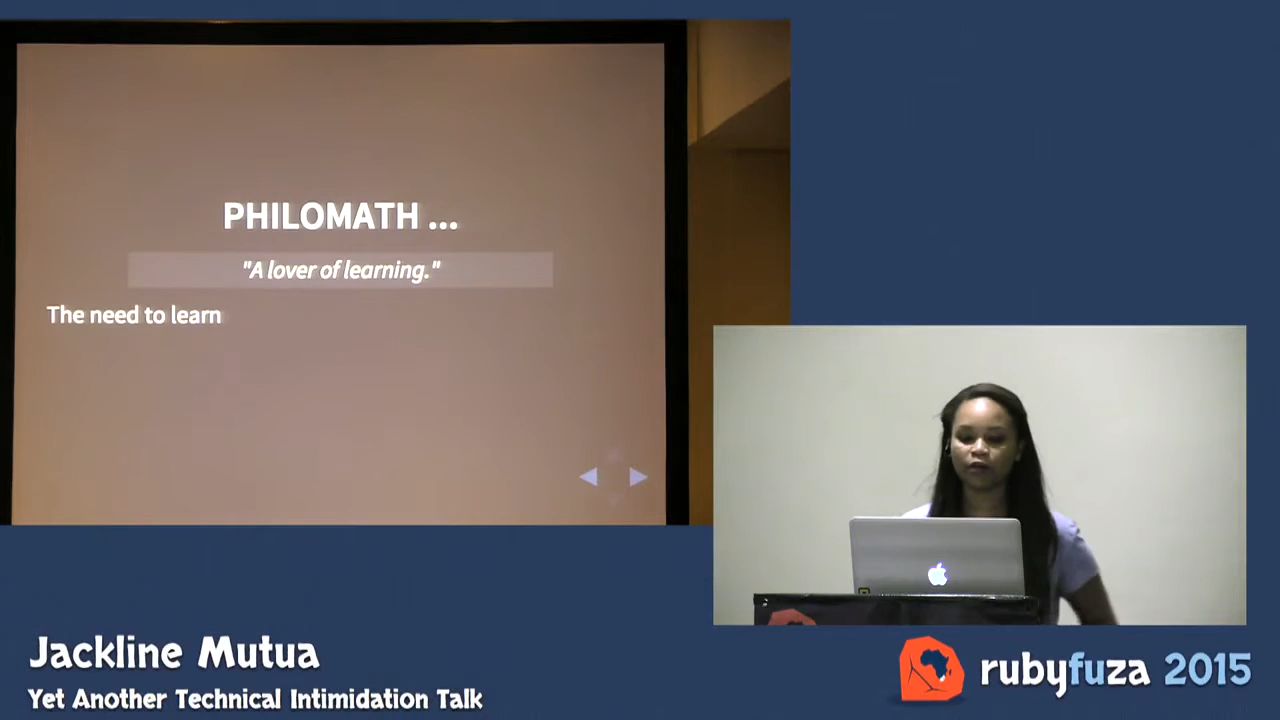 PHILOMATH ...
"A lover of learning."
The need to learn
Jackline Mutua
Yet Another Technical Intimidation Talk
rubyfuza 2015